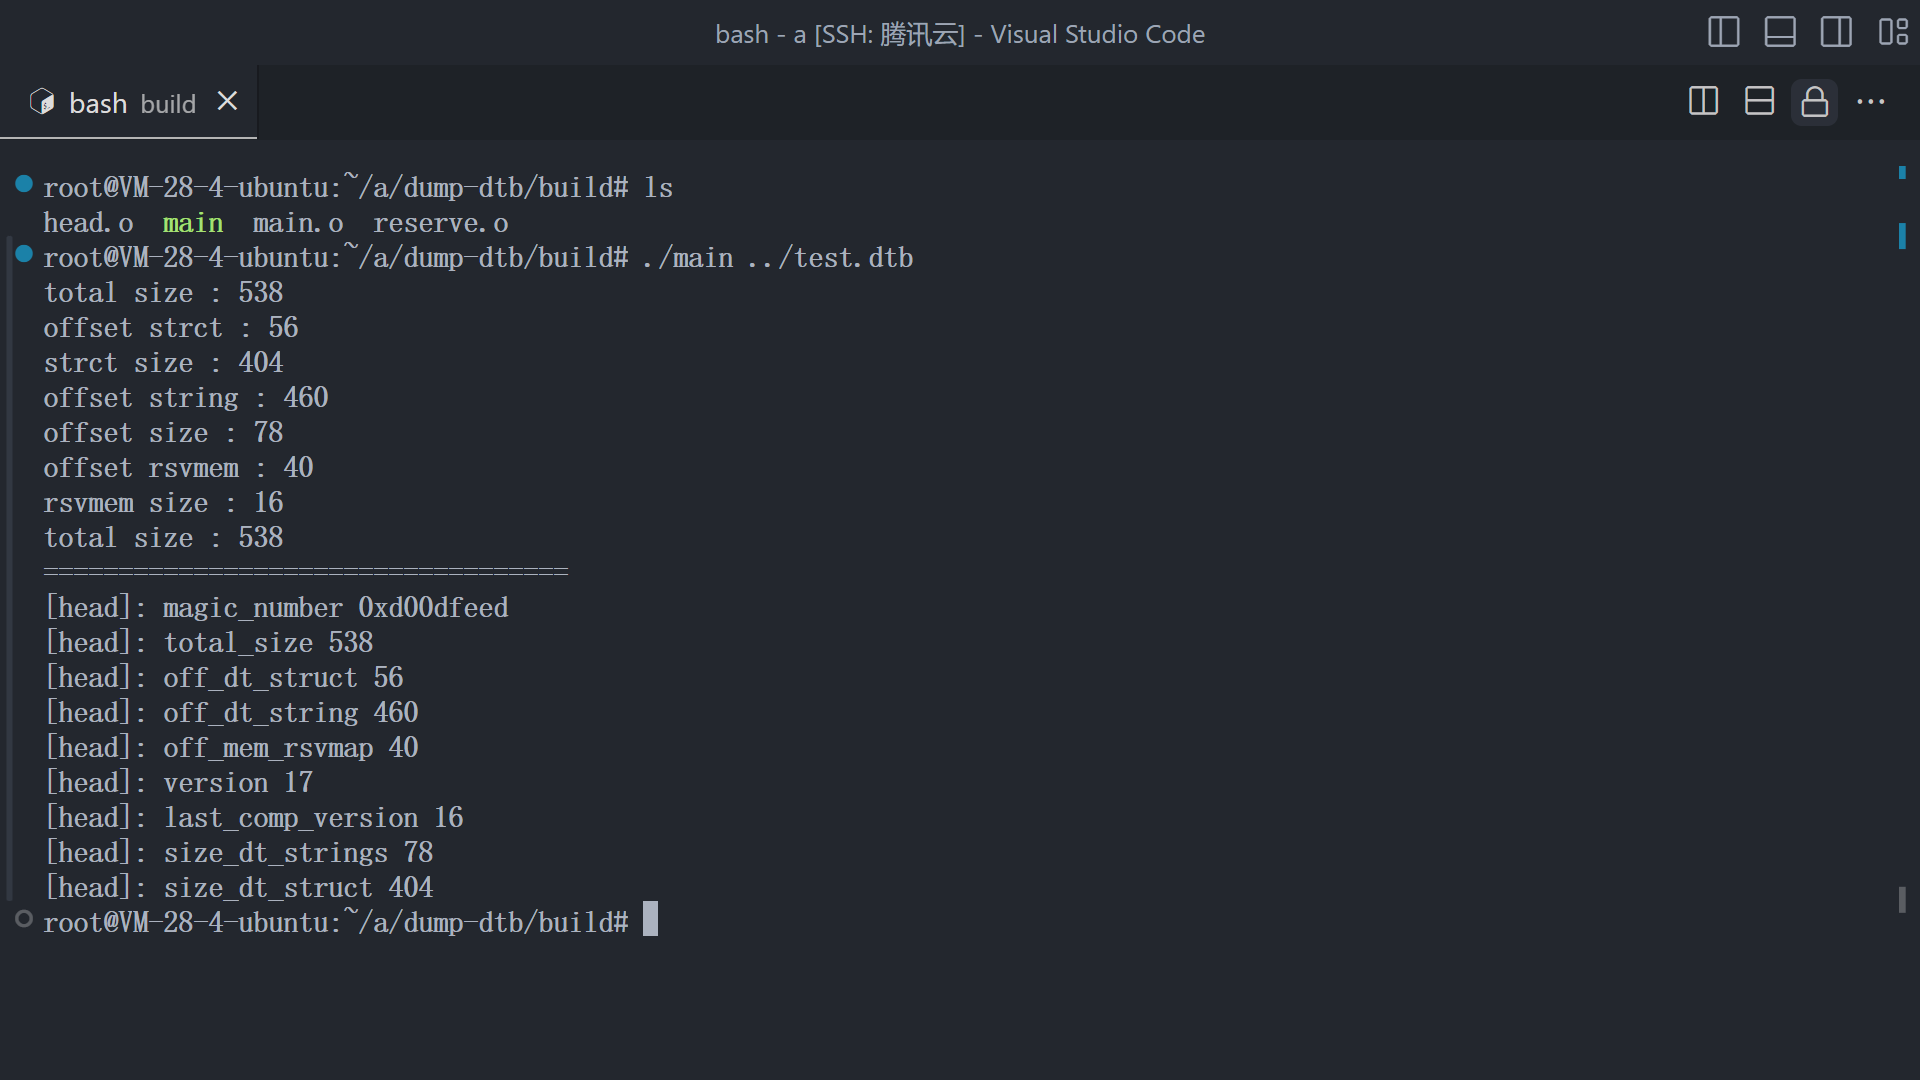 bash - a [SSH: 腾讯云] - Visual Studio Code
bash build
root@VM-28-4-ubuntu:~/a/dump-dtb/build# ls
head.o  main  main.o  reserve.o
root@VM-28-4-ubuntu:~/a/dump-dtb/build# ./main ../test.dtb
total size : 538
offset strct : 56
strct size : 404
offset string : 460
offset size : 78
offset rsvmem : 40
rsvmem size : 16
total size : 538
===================================
[head]: magic_number 0xd00dfeed
[head]: total_size 538
[head]: off_dt_struct 56
[head]: off_dt_string 460
[head]: off_mem_rsvmap 40
[head]: version 17
[head]: last_comp_version 16
[head]: size_dt_strings 78
[head]: size_dt_struct 404
root@VM-28-4-ubuntu:~/a/dump-dtb/build#